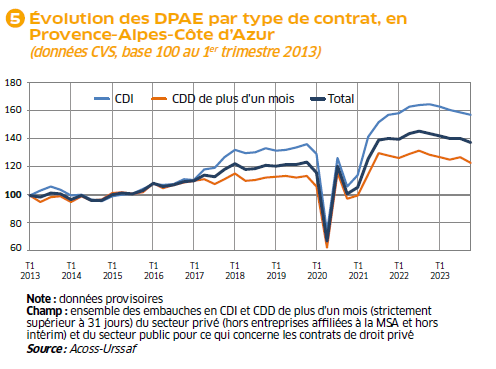 5 Évolution des DPAE par type de contrat, en
Provence-Alpes-Côte d'Azur
(données CVS, base 100 au 1er trimestre 2013)
CDI CDD de plus d'un mois Total
180
160
140
120
100
80
60
T1 T1 T1 T1 T1 T1 T1 T1 T1 T1 T1
2013 2014 2015 2016 2017 2018 2019 2020 2021 2022 2023
Note : données provisoires
Champ : ensemble des embauches en CDI et CDD de plus d'un mois (strictement
supérieur à 31 jours) du secteur privé (hors entreprises affiliées à la MSA et hors
intérim) et du secteur public pour ce qui concerne les contrats de droit privé
Source : Acoss-Urssaf